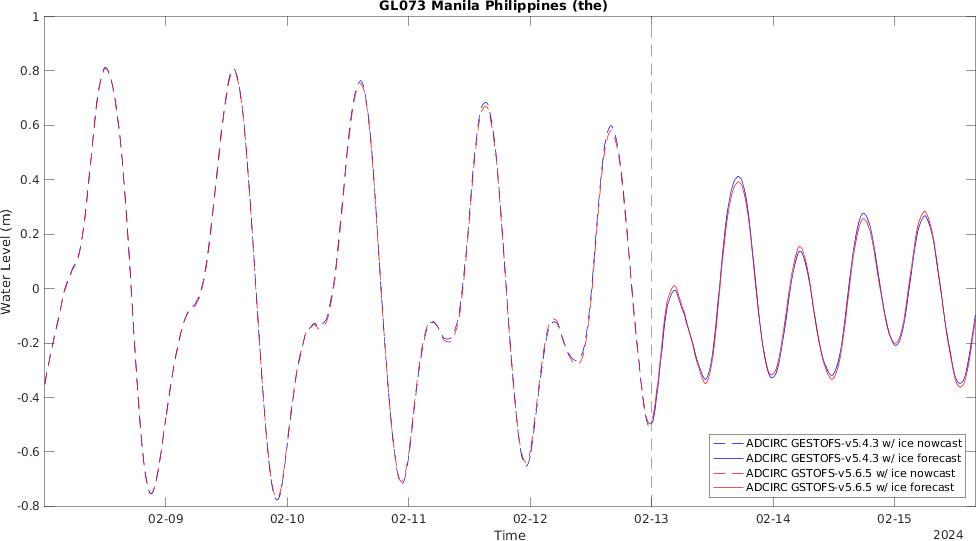 GL073 Manila Philippines (the)
1
0.8
0.6
0.4
0.2
0
-0.2
-0.4
-0.6
-0.8
Water Level (m)
02-09
02-10
02-11
02-12
02-13
02-14
02-15
Time
2024
ADCIRC GESTOFS-v5.4.3 w/ ice nowcast
ADCIRC GESTOFS-v5.4.3 w/ ice forecast
ADCIRC GSTOFS-v5.6.5 w/ ice nowcast
ADCIRC GSTOFS-v5.6.5 w/ ice forecast